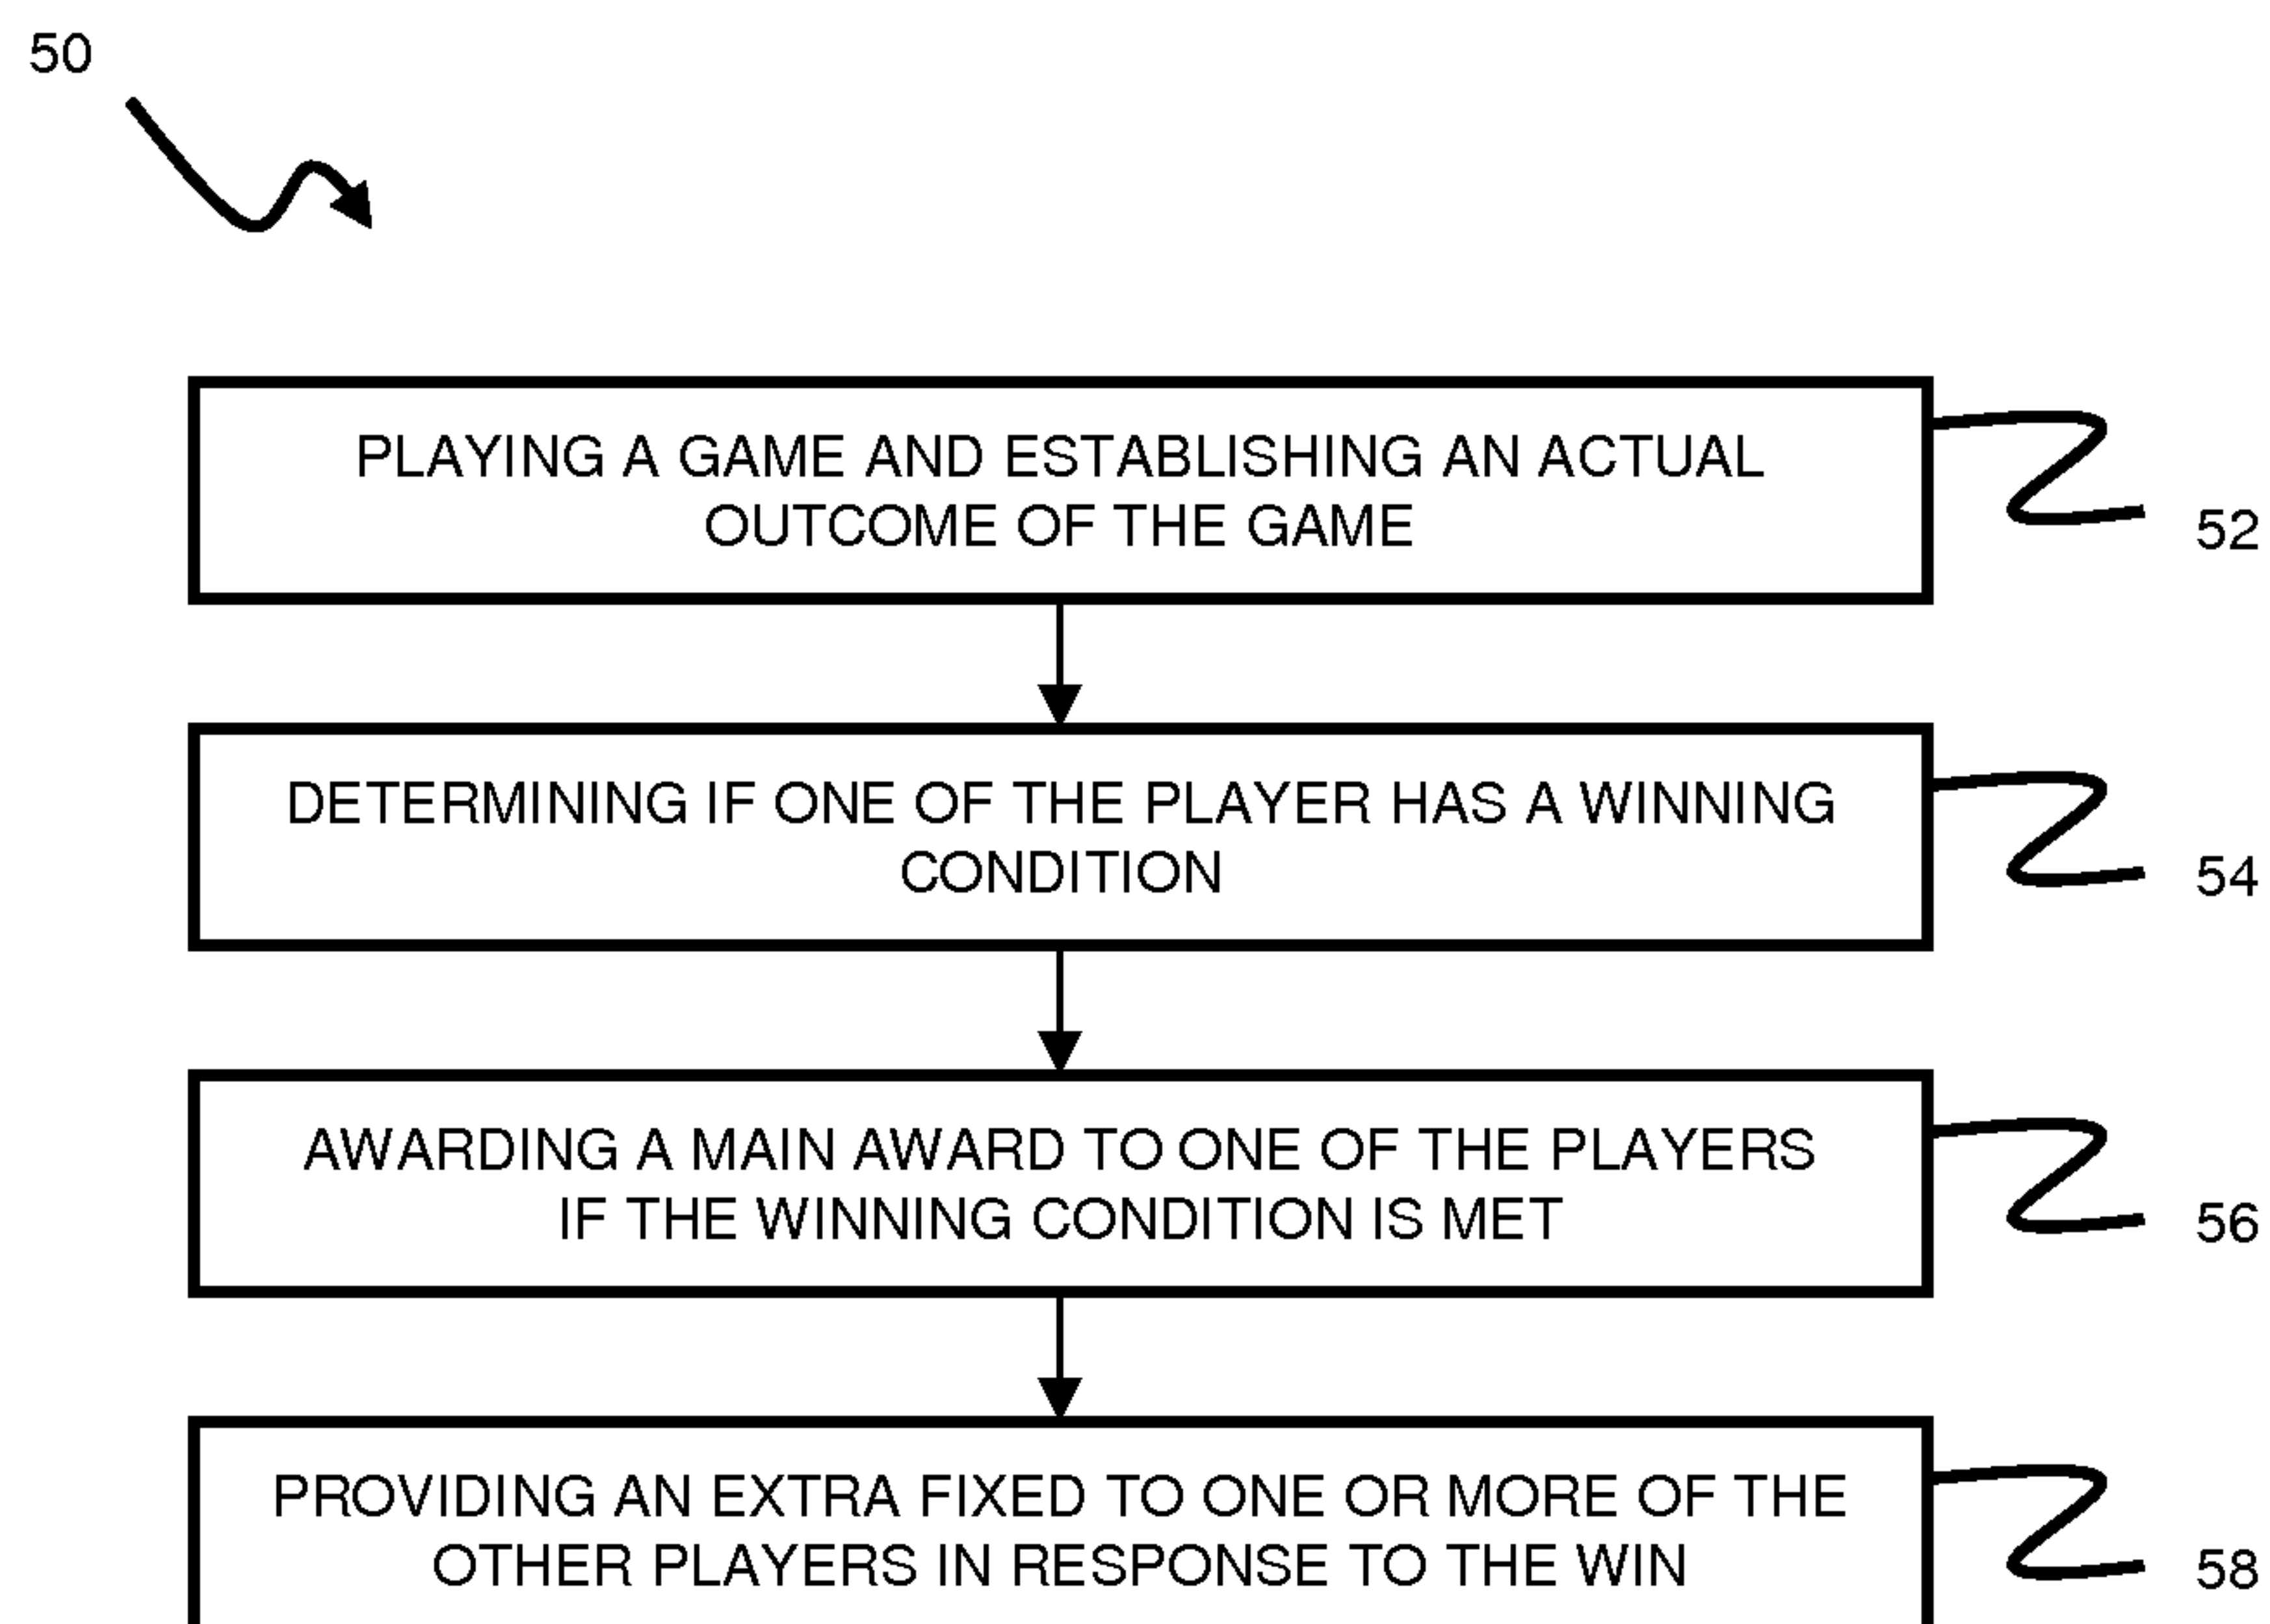 50
PLAYING A GAME AND ESTABLISHING AN ACTUAL
OUTCOME OF THE GAME
52
DETERMINING IF ONE OF THE PLAYER HAS A WINNING
CONDITION
54
AWARDING A MAIN AWARD TO ONE OF THE PLAYERS
IF THE WINNING CONDITION IS MET
56
PROVIDING AN EXTRA FIXED TO ONE OR MORE OF THE
OTHER PLAYERS IN RESPONSE TO THE WIN
58